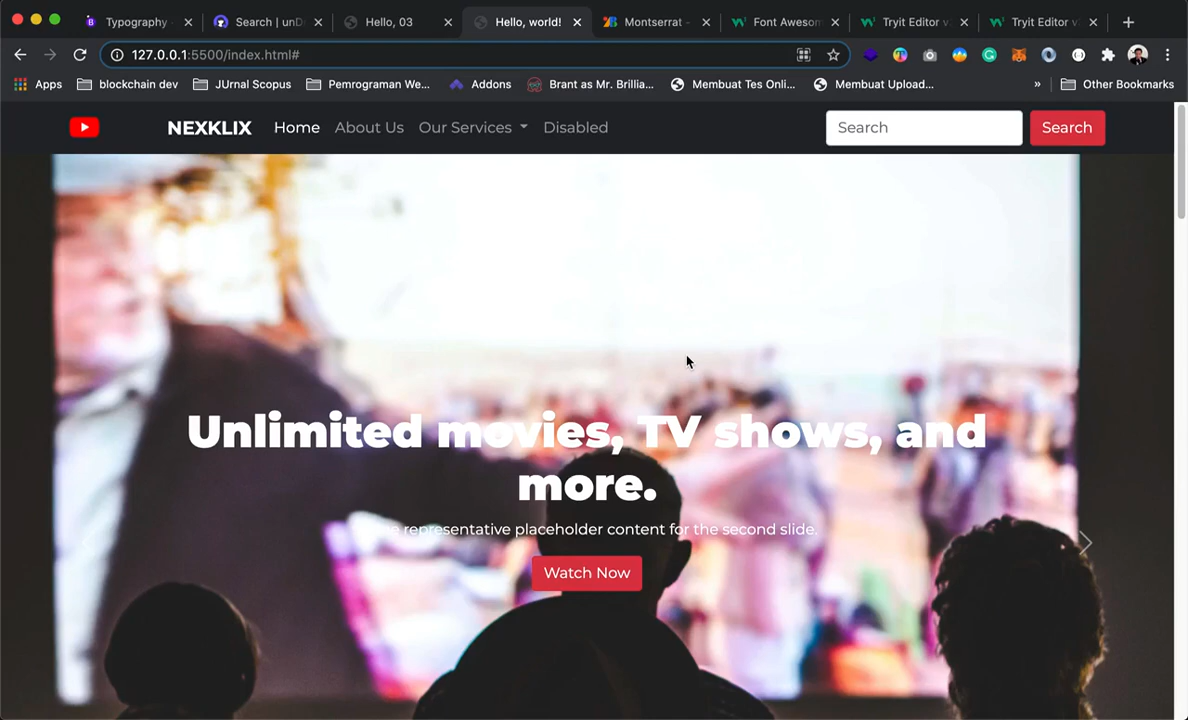 Typography
Search | unD
Hello, 03
Hello, world!
Montserrat -
Font Awesom
Tryit Editor v
Tryit Editor v
127.0.0.1:5500/index.html#
Apps
blockchain dev
JUrnal Scopus
Pemrograman We...
Addons
Brant as Mr. Brillia...
Membuat Tes Onli...
Membuat Upload...
»
Other Bookmarks
NEXKLIX Home About Us Our Services Disabled
Search
Search
Unlimited movies, TV shows, and
more.
representative placeholder content for the second slide.
Watch Now